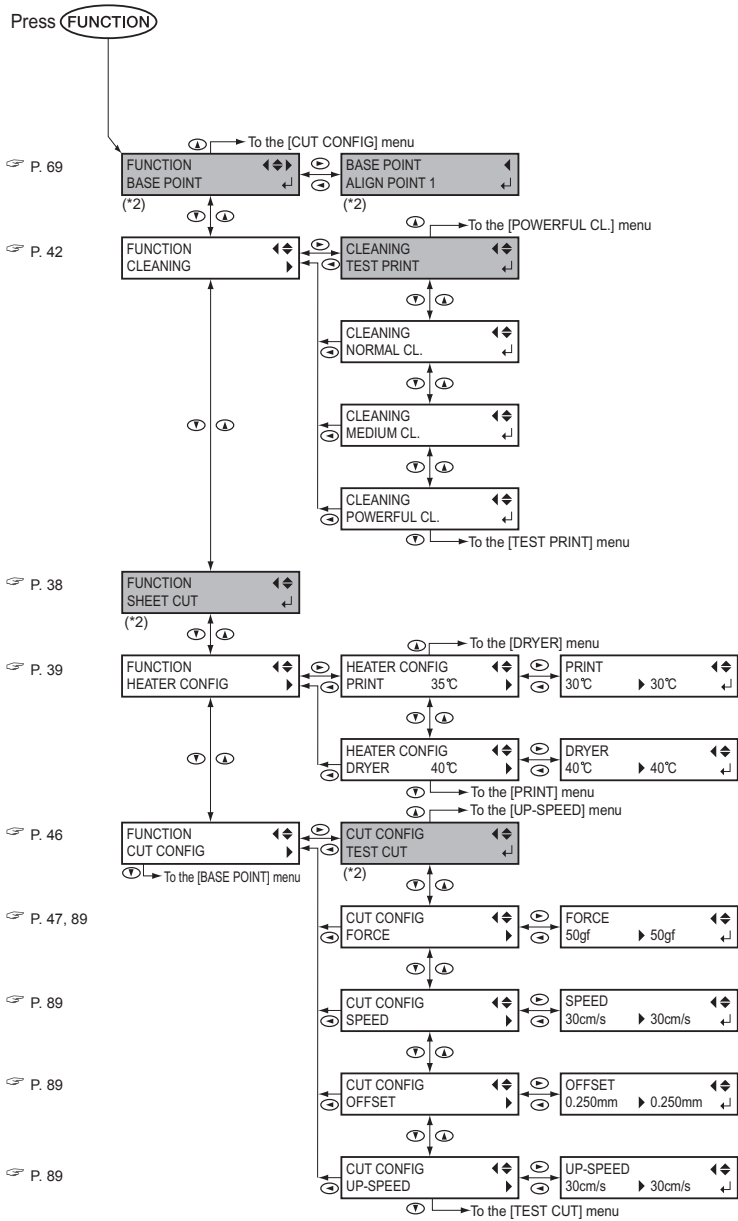 Press FUNCTION
To the [CUT CONFIG] menu
P. 69
FUNCTION
BASE POINT
(*2)
BASE POINT
ALIGN POINT 1
(*2)
To the [POWERFUL CL.] menu
P. 42
FUNCTION
CLEANING
CLEANING
TEST PRINT
CLEANING
NORMAL CL.
CLEANING
MEDIUM CL.
CLEANING
POWERFUL CL.
To the [TEST PRINT] menu
P. 38
FUNCTION
SHEET CUT
(*2)
To the [DRYER] menu
P. 39
FUNCTION
HEATER CONFIG
HEATER CONFIG
PRINT 35℃
PRINT
30℃ 30℃
HEATER CONFIG
DRYER 40℃
DRYER
40℃ 40℃
To the [PRINT] menu
To the [UP-SPEED] menu
P. 46
FUNCTION
CUT CONFIG
To the [BASE POINT] menu
CUT CONFIG
TEST CUT
(*2)
P. 47, 89
CUT CONFIG
FORCE
FORCE
50gf 50gf
P. 89
CUT CONFIG
SPEED
SPEED
30cm/s 30cm/s
P. 89
CUT CONFIG
OFFSET
OFFSET
0.250mm 0.250mm
P. 89
CUT CONFIG
UP-SPEED
UP-SPEED
30cm/s 30cm/s
To the [TEST CUT] menu